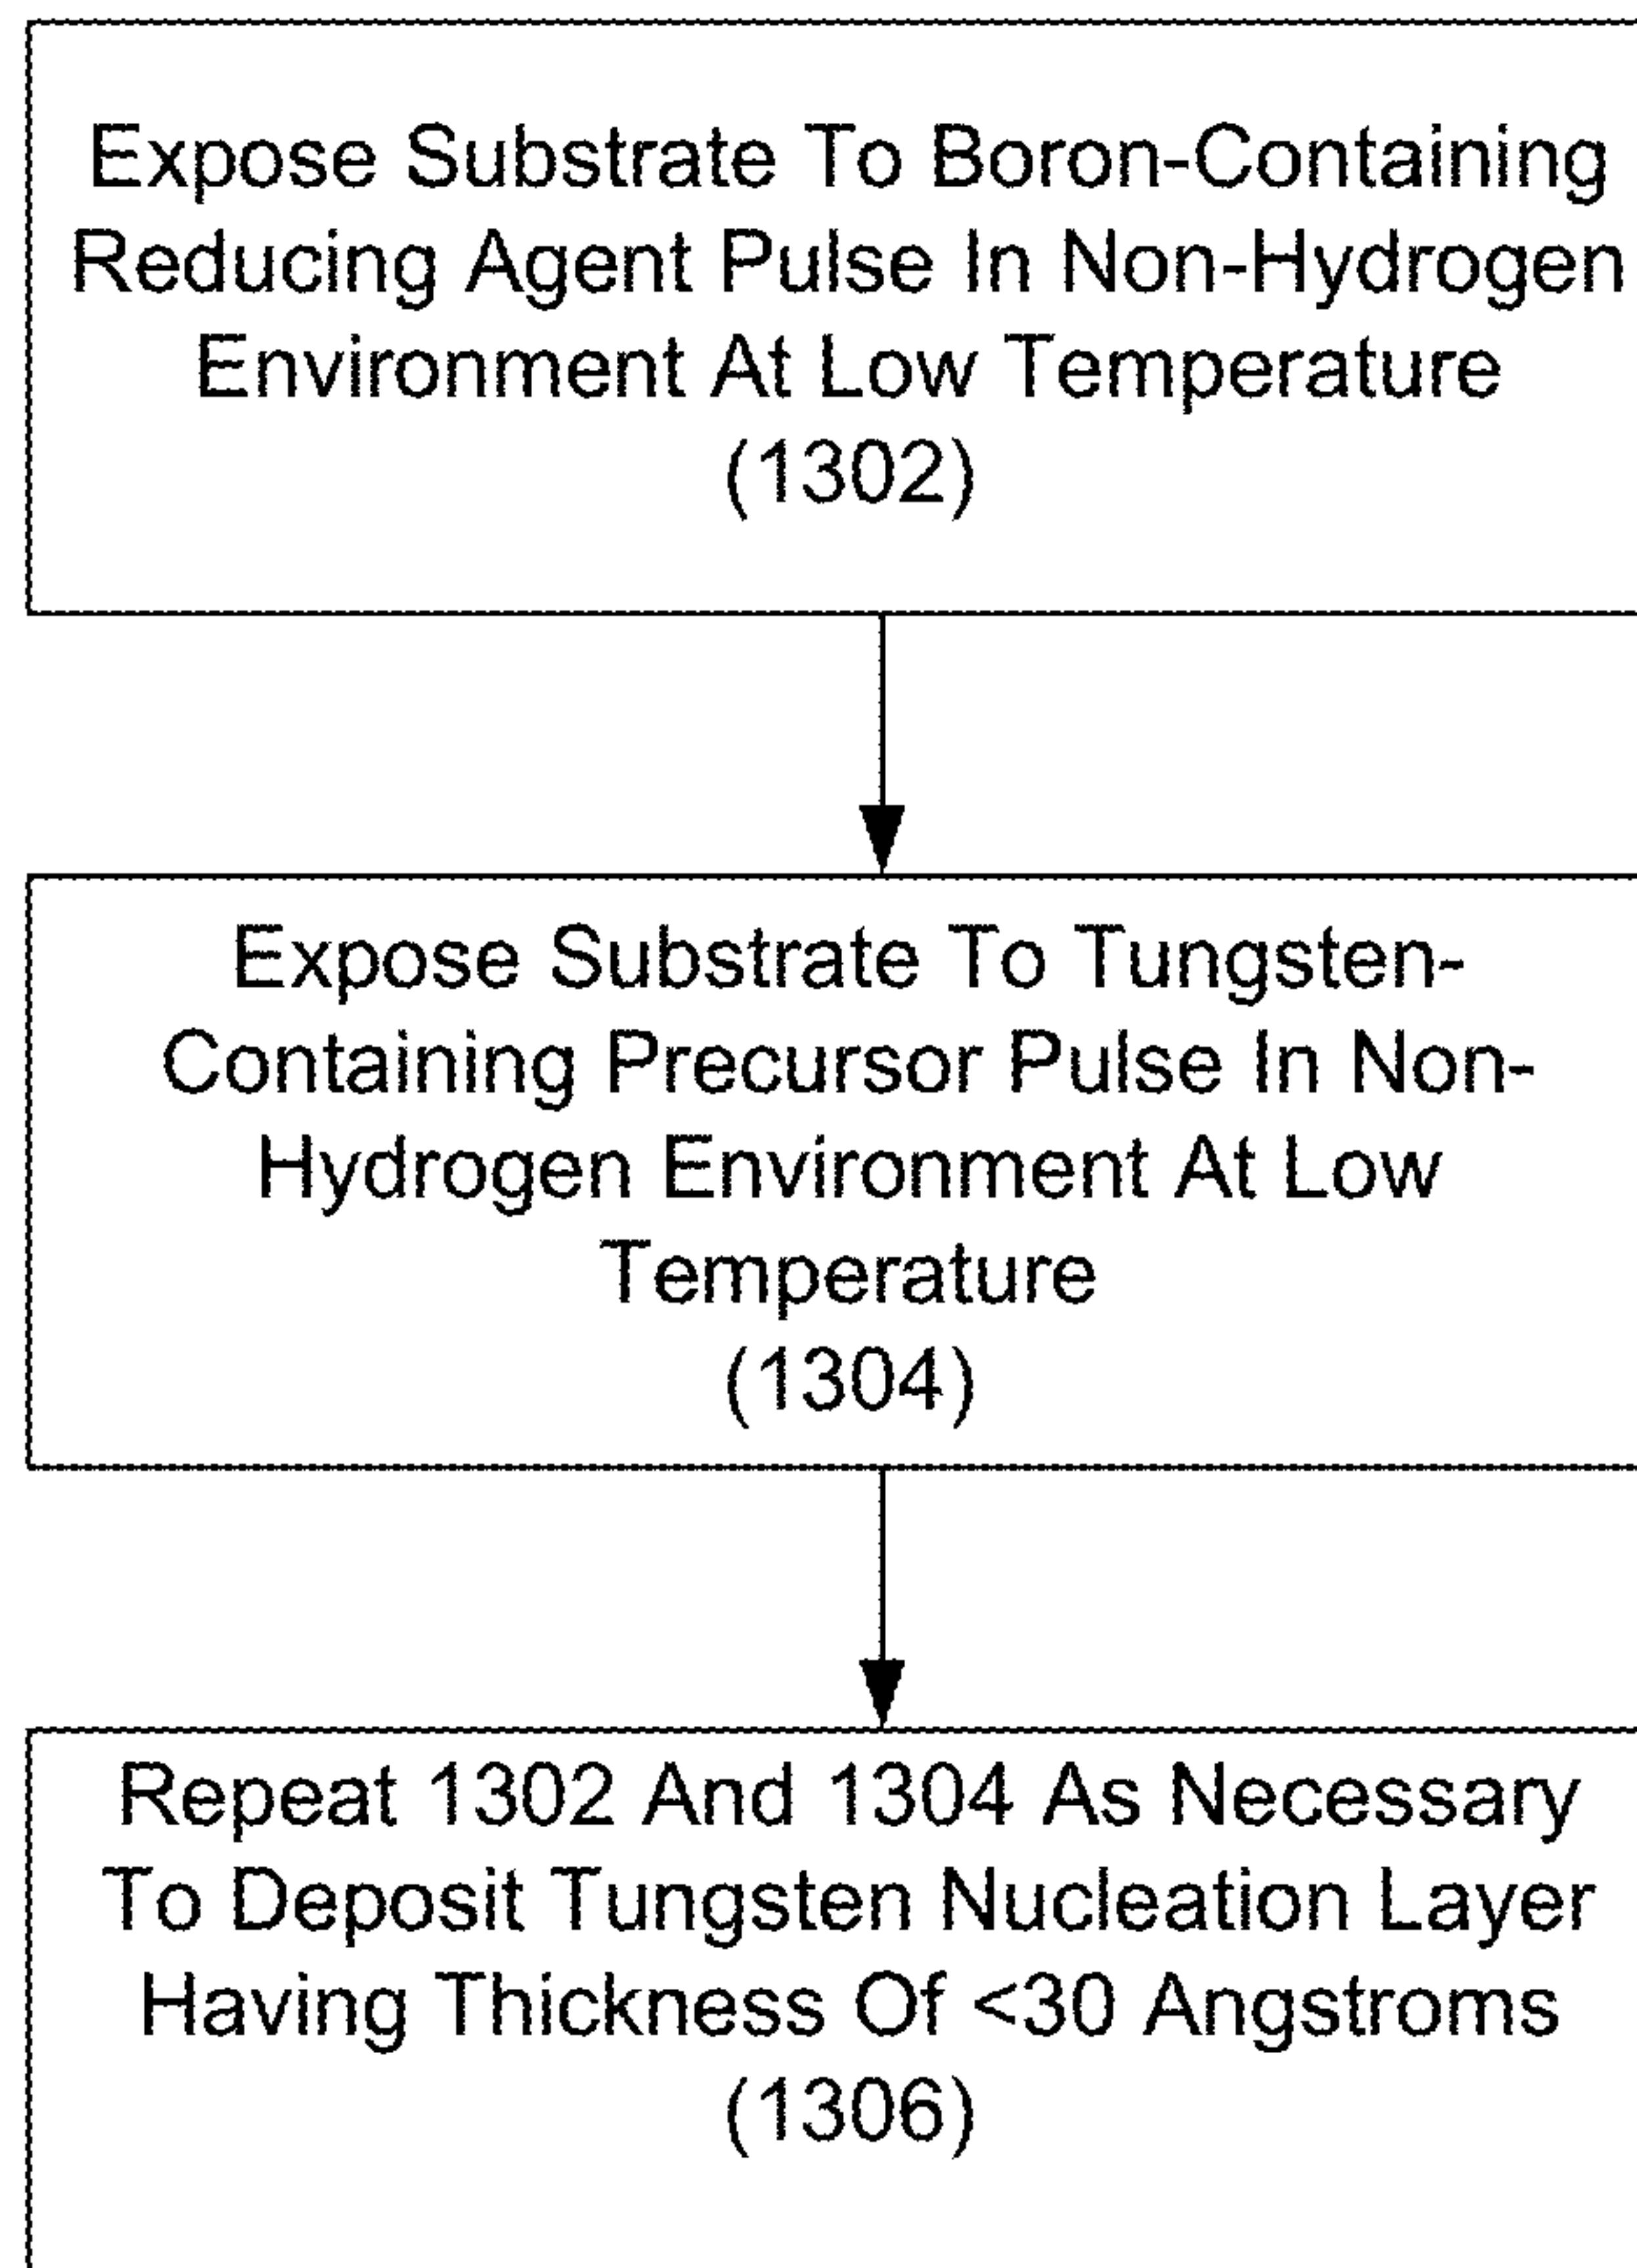 Expose Substrate To Boron-Containing
Reducing Agent Pulse In Non-Hydrogen
Environment At Low Temperature
(1302)
Expose Substrate To Tungsten-
Containing Precursor Pulse In Non-
Hydrogen Environment At Low
Temperature
(1304)
Repeat 1302 And 1304 As Necessary
To Deposit Tungsten Nucleation Layer
Having Thickness Of <30 Angstroms
(1306)